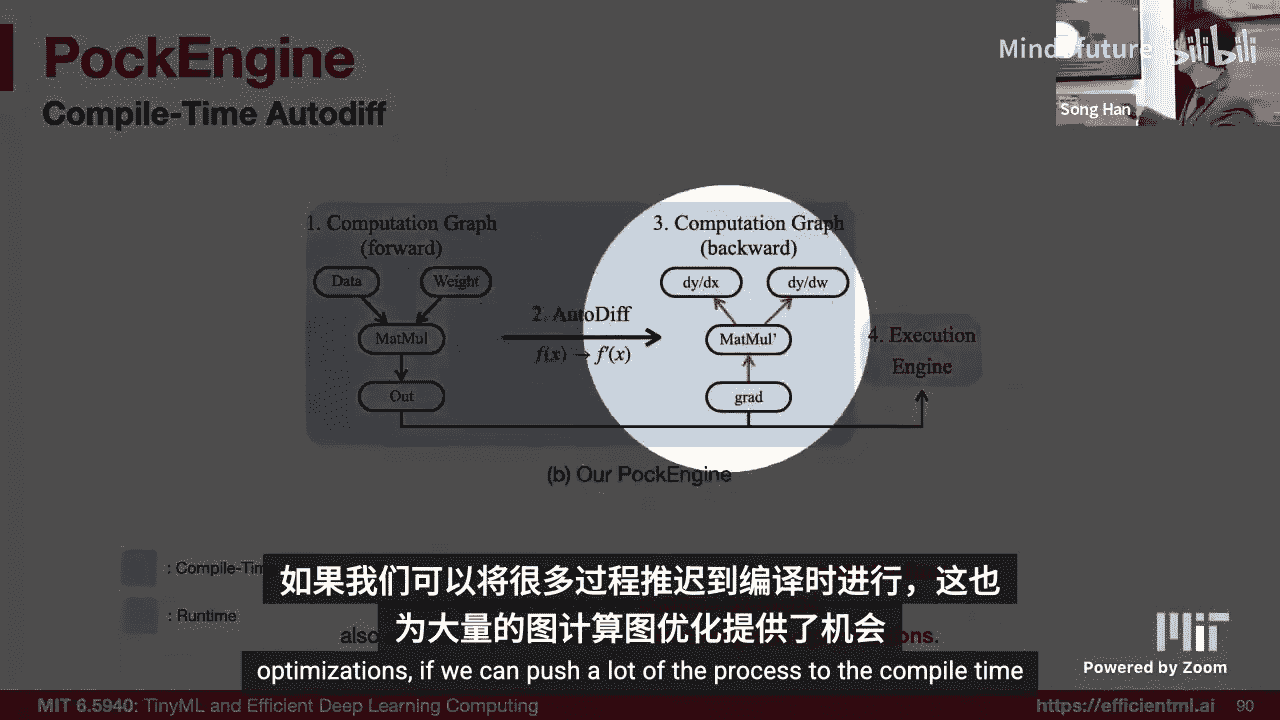 PockEngine
Compile-Time Autodiff
Mind
future
bilibili
Song Han
1. Computation Graph
(forward)
Data
Weight
MatMul
Out
2. AutoDiff
f(x) → f'(x)
3. Computation Graph
(backward)
dy/dx
dy/dw
MatMul'
grad
4. Execution
Engine
(b) Our PockEngine
: Compile-Tim
: Runtime
also
ons.
如果我们可以将很多过程推迟到编译时进行，这也
为大量的图计算图优化提供了机会
optimizations, if we can push a lot of the process to the compile time
MIT
Powered by Zoom
MIT 6.5940: TinyML and Efficient Deep Learning Computing
https://efficientml.ai
90